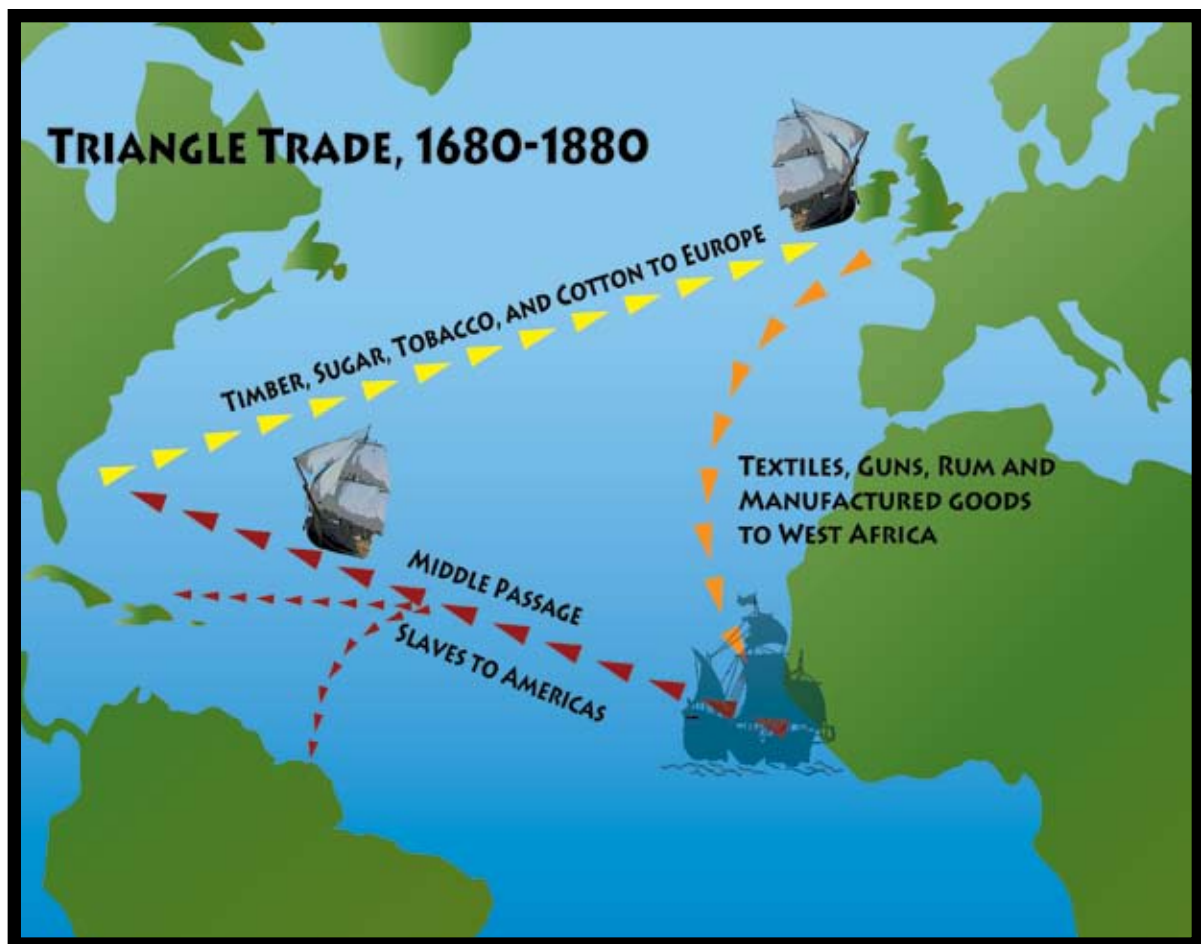 TRIANGLE TRADE, 1680-1880
TIMBER, SUGAR, TOBACCO, AND COTTON TO EUROPE
TEXTILES, GUNS, RUM AND
MANUFACTURED GOODS
TO WEST AFRICA
MIDDLE PASSAGE
SLAVES TO AMERICAS